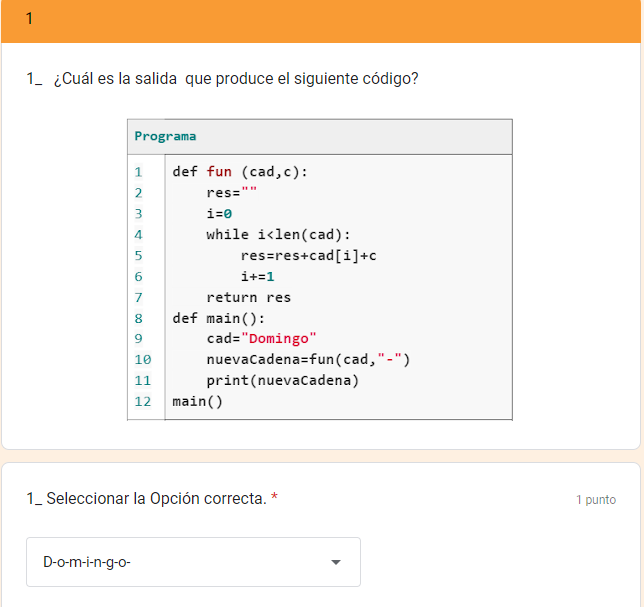 1
1_ ¿Cuál es la salida que produce el siguiente código?
Programa
1 def fun (cad,c):
2 res=""
3 i=0
4 while i<len(cad):
5 res=res+cad[i]+c
6 i+=1
7 return res
8 def main():
9 cad="Domingo"
10 nuevaCadena=fun(cad,"-")
11 print(nuevaCadena)
12 main()
1_ Seleccionar la Opción correcta. *
1 punto
D-o-m-i-n-g-o-